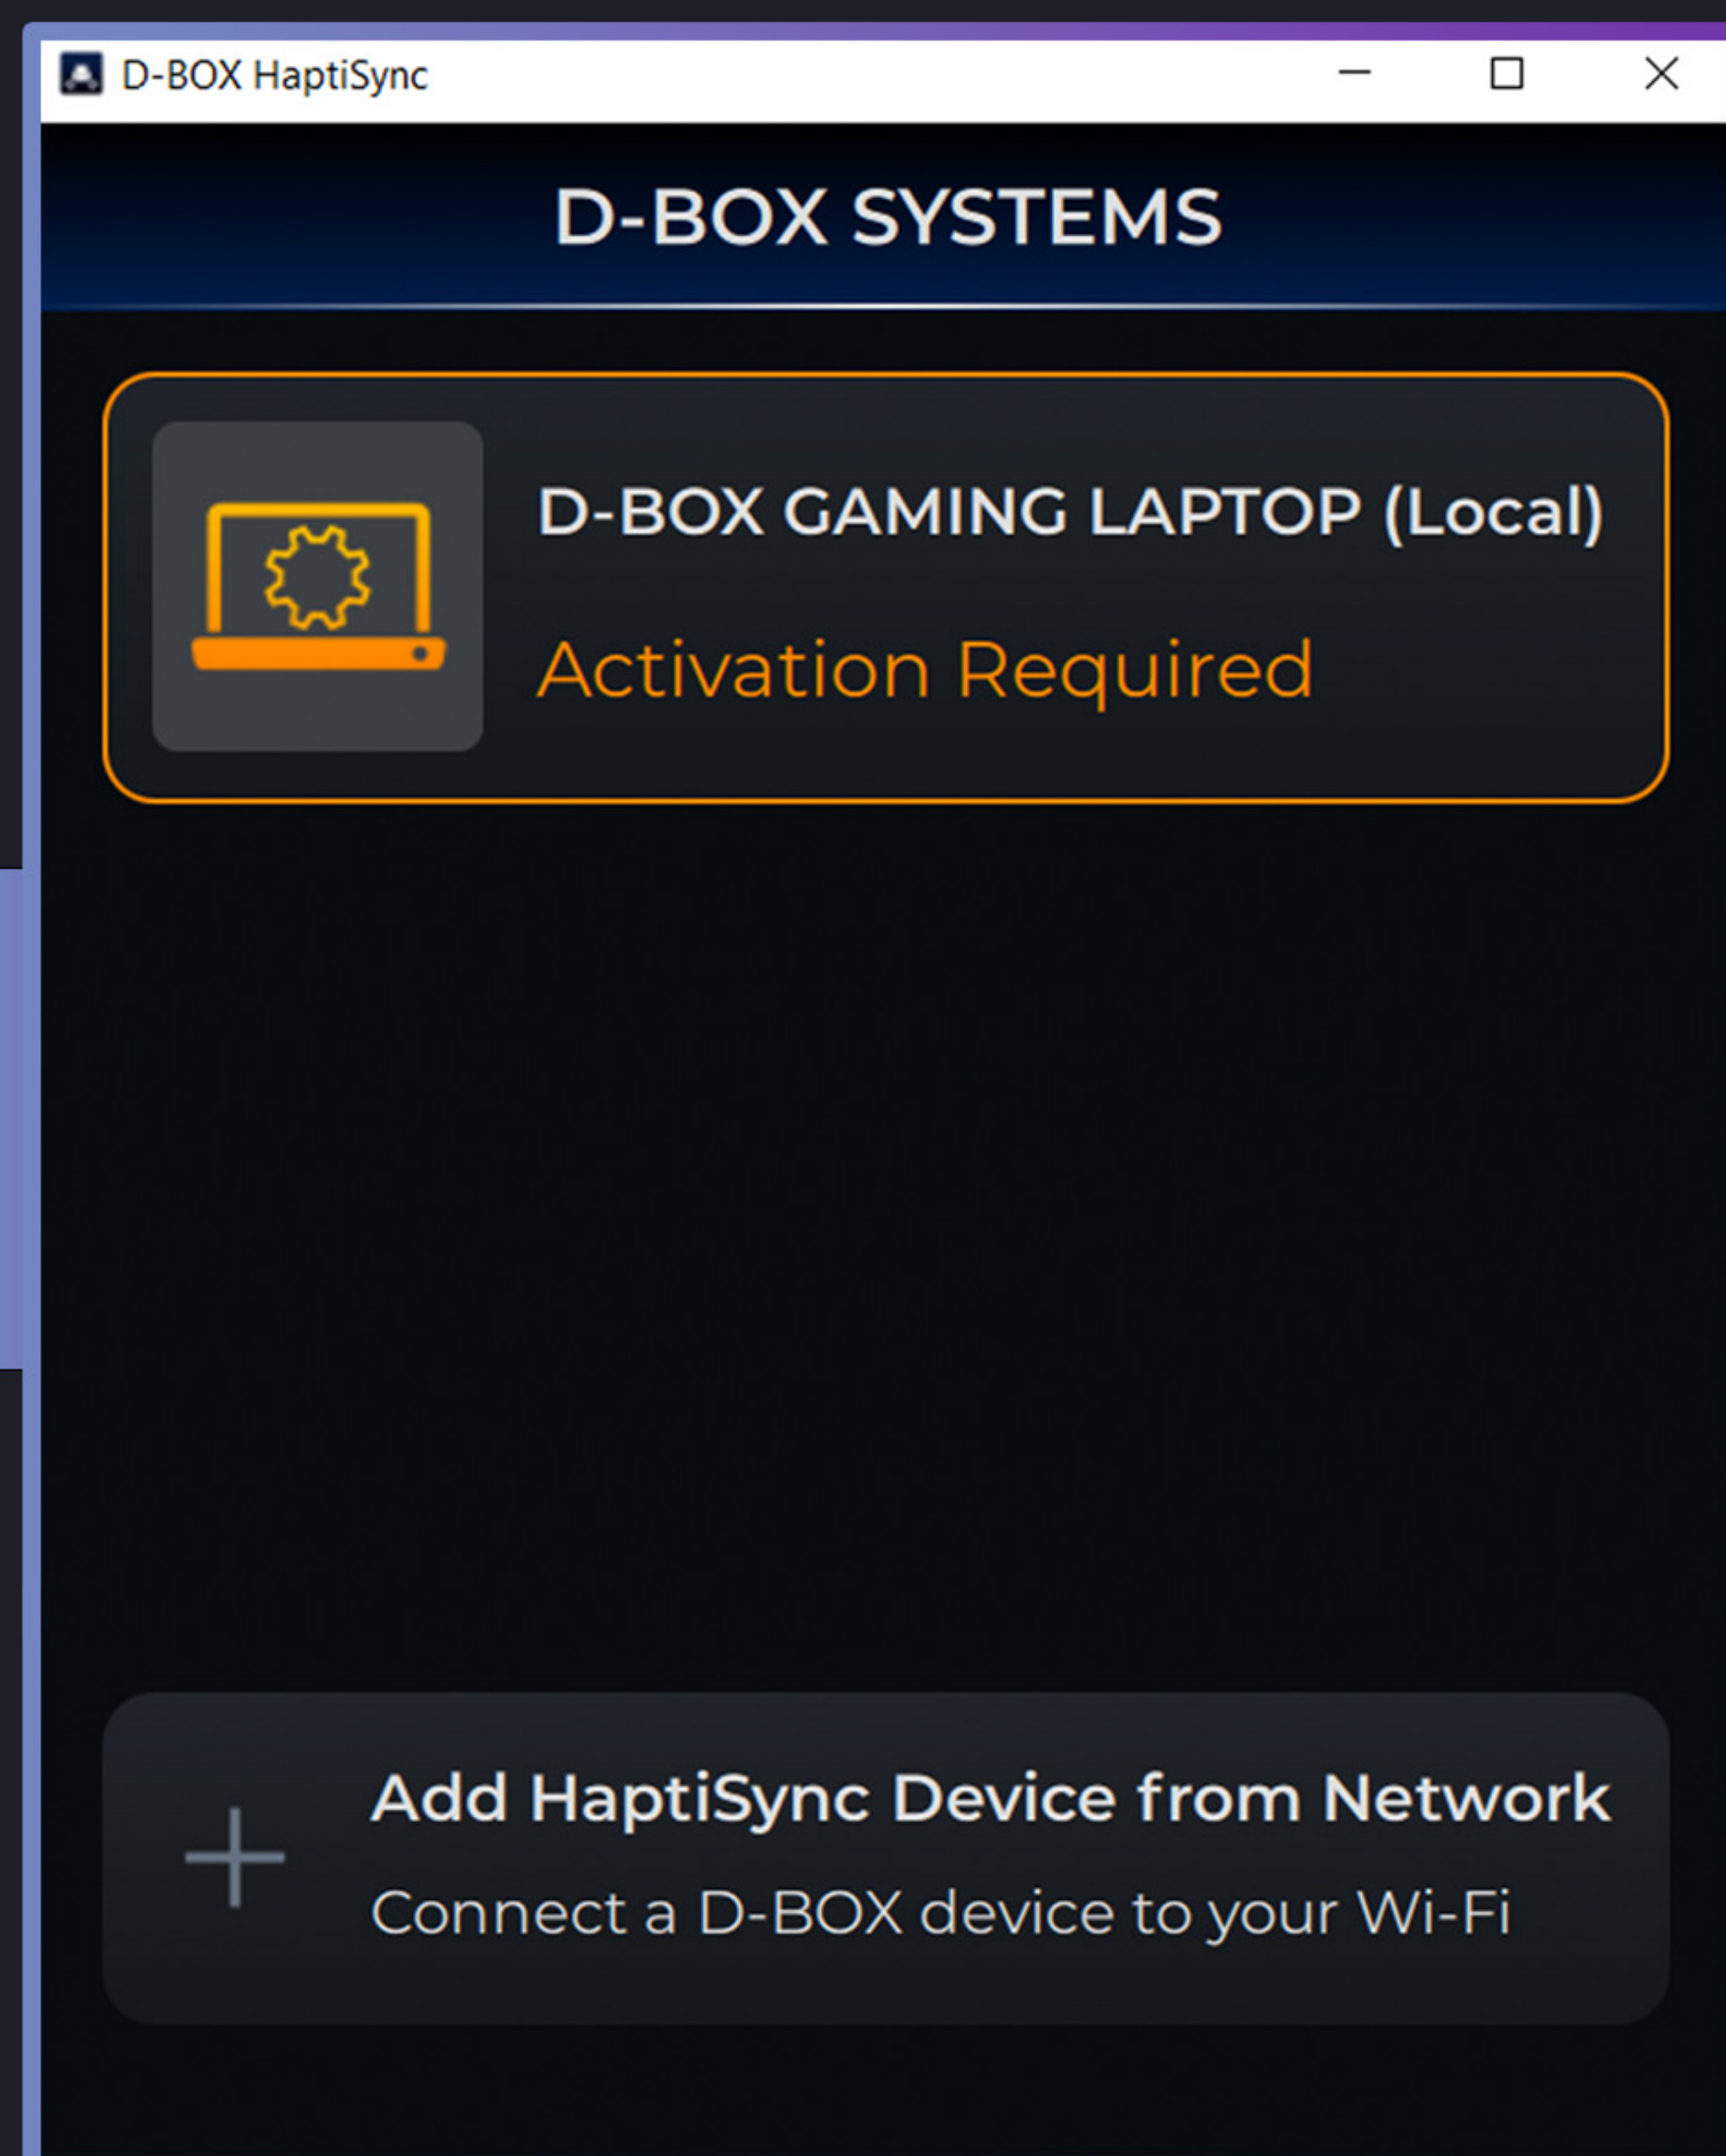 D-BOX HaptiSync
D-BOX SYSTEMS
D-BOX GAMING LAPTOP (Local)
Activation Required
Add HaptiSync Device from Network
Connect a D-BOX device to your Wi-Fi